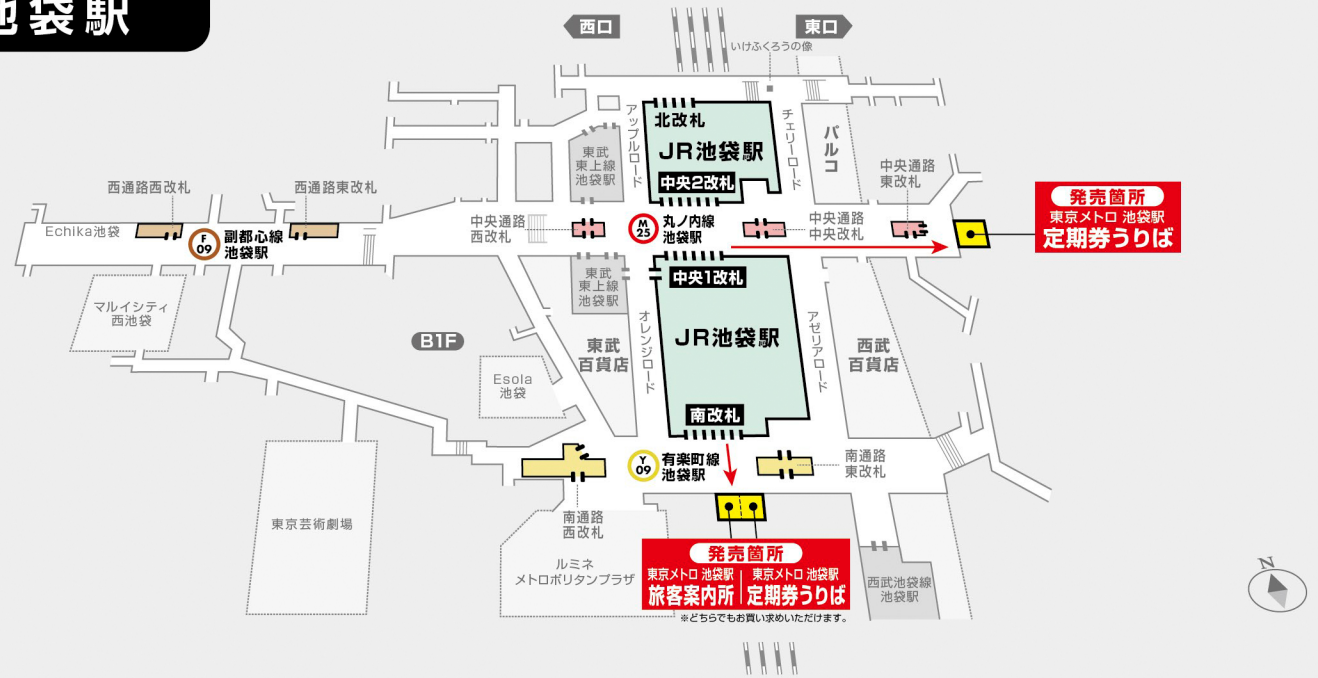 池袋駅
西口
東口
いけふくろうの像
アップルロード
北改札
JR池袋駅
中央2改札
チェリーロード
パルコ
東武
東上線
池袋駅
中央通路
東改札
西通路西改札
西通路東改札
Echika池袋
F
09
副都心線
池袋駅
中央通路
西改札
M
25
丸ノ内線
池袋駅
中央通路
中央改札
発売箇所
東京メトロ 池袋駅
定期券うりば
マルイシティ
西池袋
東武
東上線
池袋駅
中央1改札
JR池袋駅
オレンジロード
アゼリアロード
B1F
東武
百貨店
西武
百貨店
Esola
池袋
南改札
Y
09
有楽町線
池袋駅
南通路
東改札
南通路
西改札
東京芸術劇場
ルミネ
メトロポリタンプラザ
発売箇所
東京メトロ 池袋駅
旅客案内所
東京メトロ 池袋駅
定期券うりば
※どちらでもお買い求めいただけます。
西武池袋線
池袋駅
N